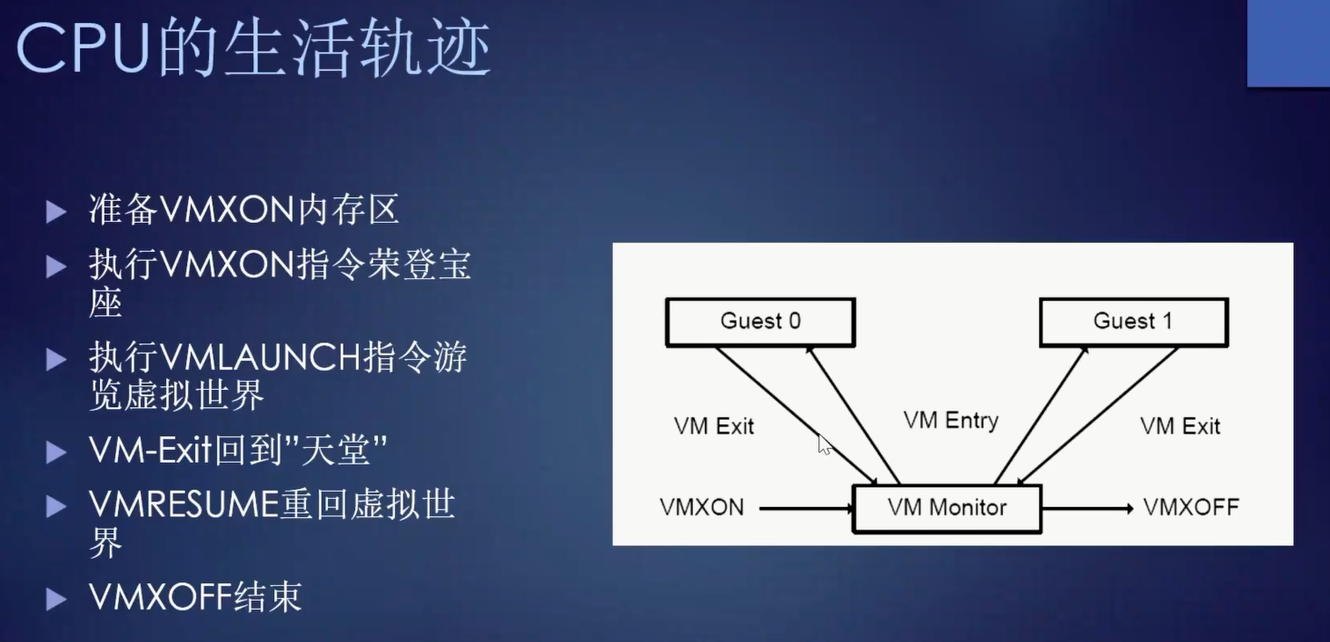 CPU的生活轨迹
准备VMXON内存区
执行VMXON指令荣登宝
座
执行VMLAUNCH指令游
览虚拟世界
VM-Exit回到”天堂”
VMRESUME重回虚拟世
界
VMXOFF结束
Guest 0
Guest 1
VM Exit
VM Entry
VM Exit
VMXON
VM Monitor
VMXOFF